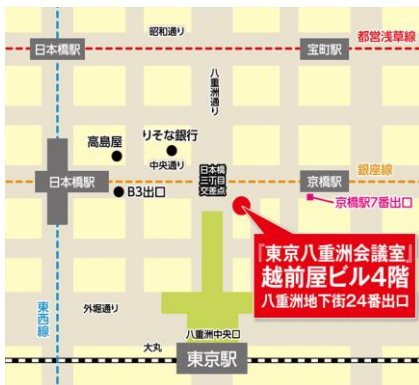 昭和通り
都営浅草線
日本橋駅
宝町駅
八重洲通り
りそな銀行
高島屋
中央通り
日本橋
三丁目
交差点
銀座線
日本橋駅
京橋駅
B3出口
京橋駅7番出口
『東京八重洲会議室』
越前屋ビル4階
八重洲地下街24番出口
東西線
外堀通り
八重洲中央口
大丸
東京駅